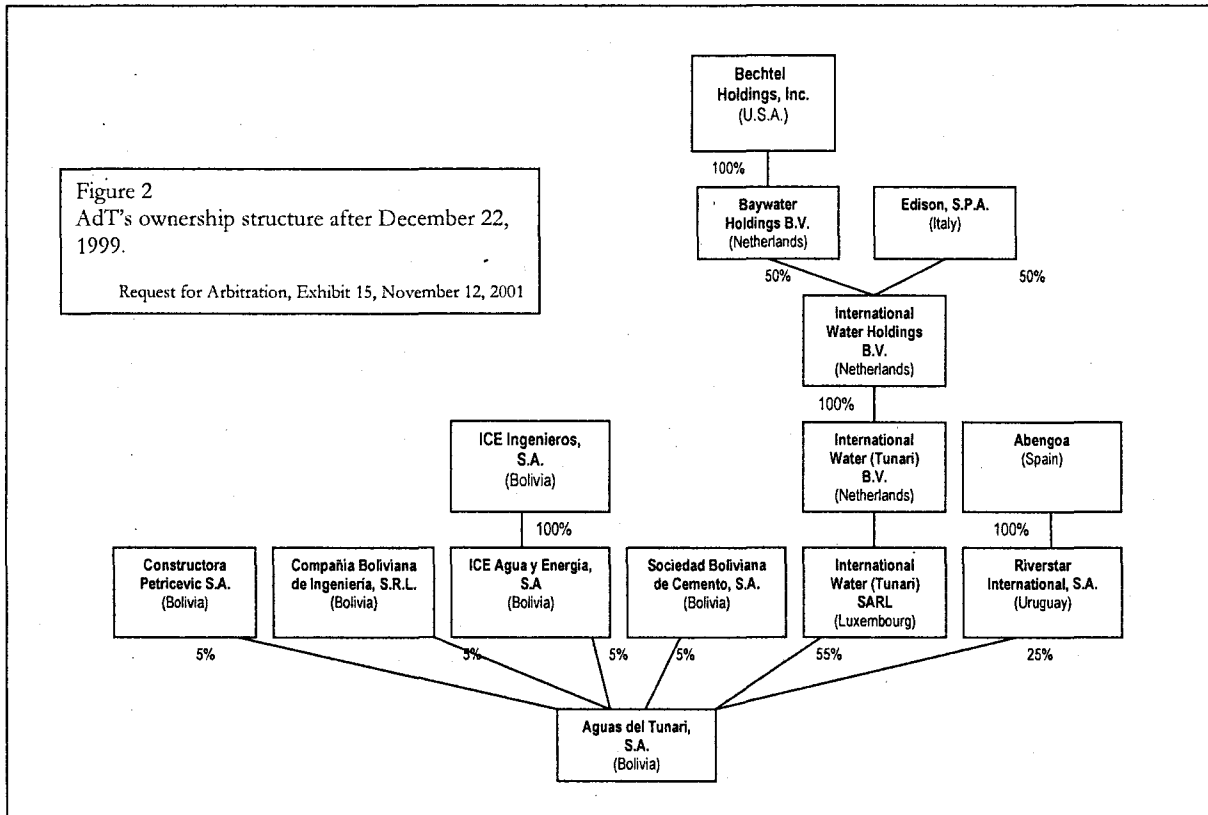 Bechtel
Holdings, Inc.
(U.S.A.)
100%
Figure 2
AdT's ownership structure after December 22,
1999.
Request for Arbitration, Exhibit 15, November 12, 2001
Baywater
Holdings B.V.
(Netherlands)
Edison, S.P.A.
(Italy)
50%
50%
International
Water Holdings
B.V.
(Netherlands)
100%
ICE Ingenieros,
S.A.
(Bolivia)
International
Water (Tunari)
B.V.
(Netherlands)
Abengoa
(Spain)
100%
100%
Constructora
Petricevic S.A.
(Bolivia)
Compañia Boliviana
de Ingeniería, S.R.L.
(Bolivia)
ICE Agua y Energía,
S.A
(Bolivia)
Sociedad Boliviana
de Cemento, S.A.
(Bolivia)
International
Water (Tunari)
SARL
(Luxembourg)
Riverstar
International, S.A.
(Uruguay)
5%
5%
5%
5%
55%
25%
Aguas del Tunari,
S.A.
(Bolivia)